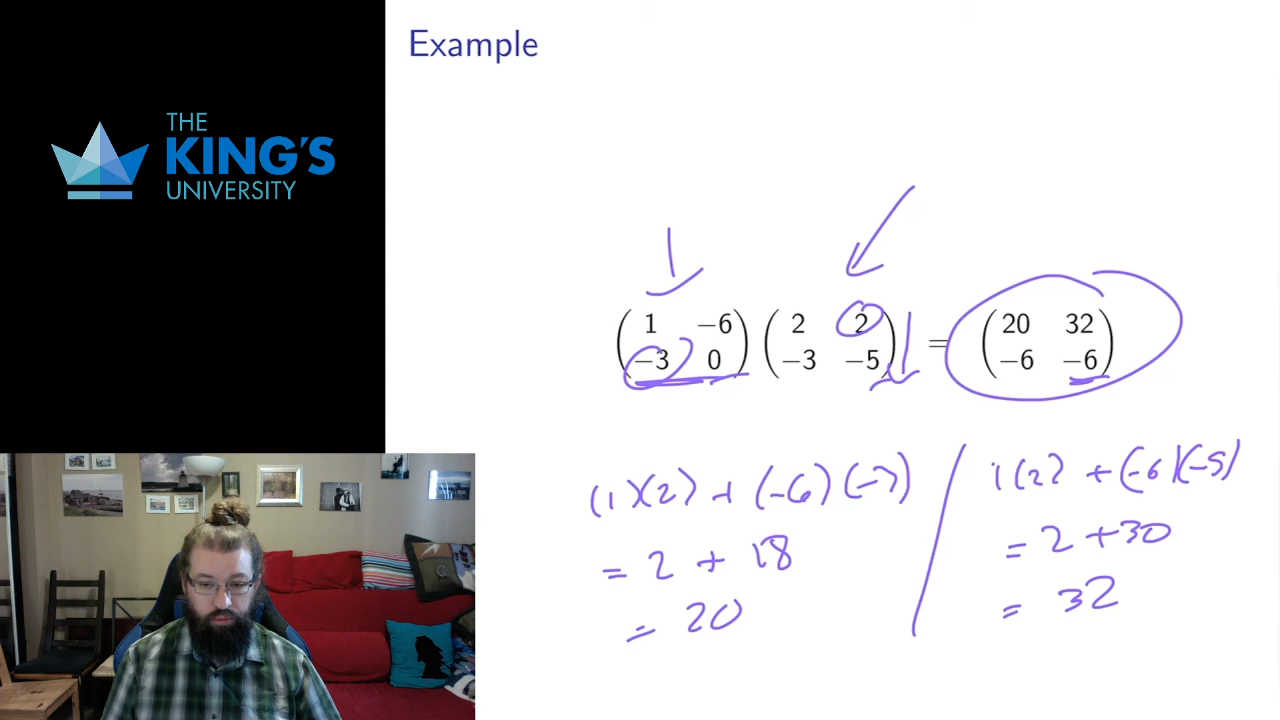 Example
THE
KING'S
UNIVERSITY
1 −6
−3 0
2 2
−3 −5
=
20 32
−6 −6
(1)(2) + (-6)(-3)
= 2 + 18
= 20
1(2) + (-6)(-5)
= 2 + 30
= 32